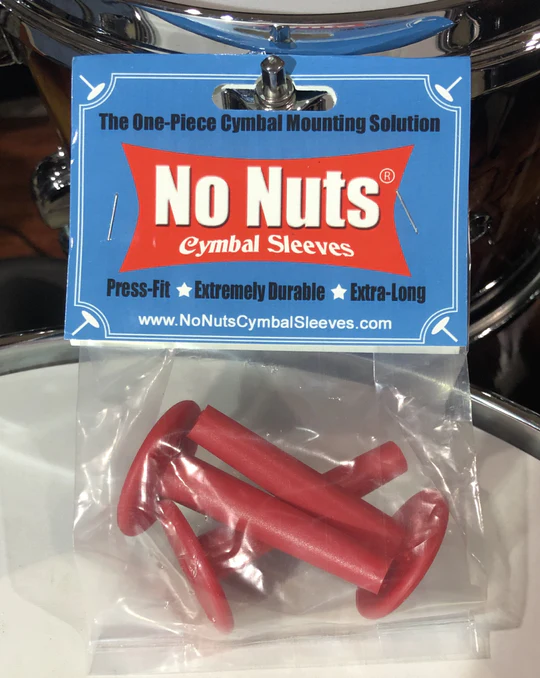 The One-Piece Cymbal Mounting Solution
No Nuts®
Cymbal Sleeves
Press-Fit ★ Extremely Durable ★ Extra-Long
www.NoNutsCymbalSleeves.com